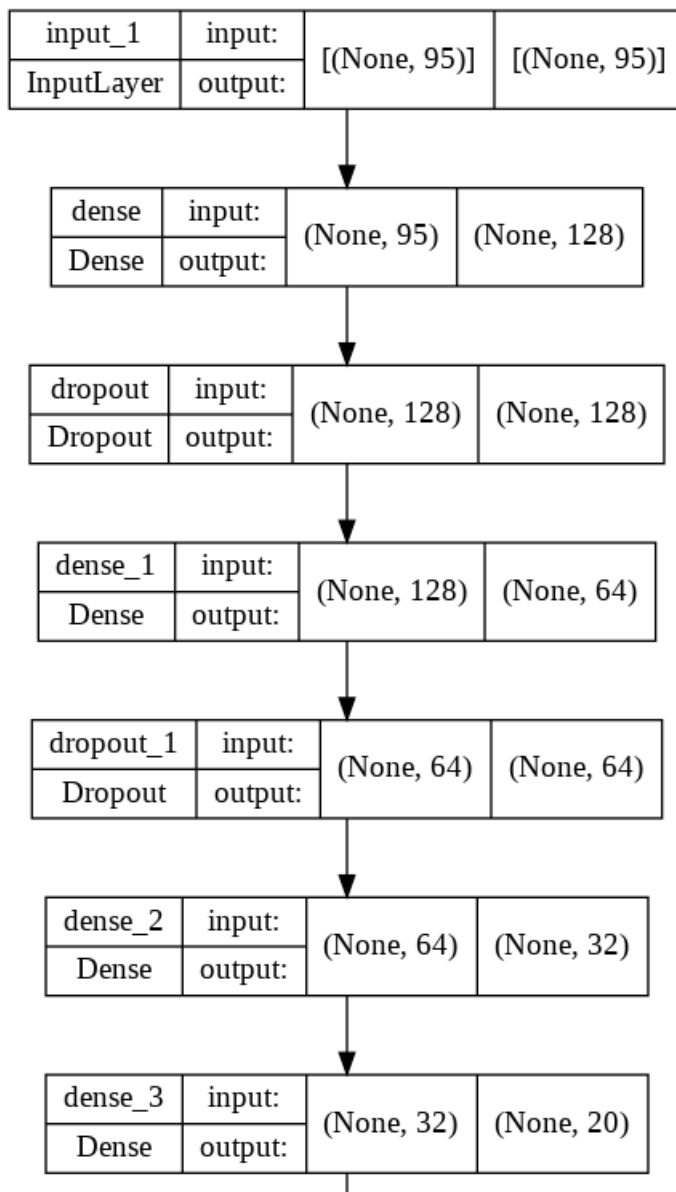 input_1 input: [(None, 95)] [(None, 95)]
InputLayer output:
dense input: (None, 95) (None, 128)
Dense output:
dropout input: (None, 128) (None, 128)
Dropout output:
dense_1 input: (None, 128) (None, 64)
Dense output:
dropout_1 input: (None, 64) (None, 64)
Dropout output:
dense_2 input: (None, 64) (None, 32)
Dense output:
dense_3 input: (None, 32) (None, 20)
Dense output: